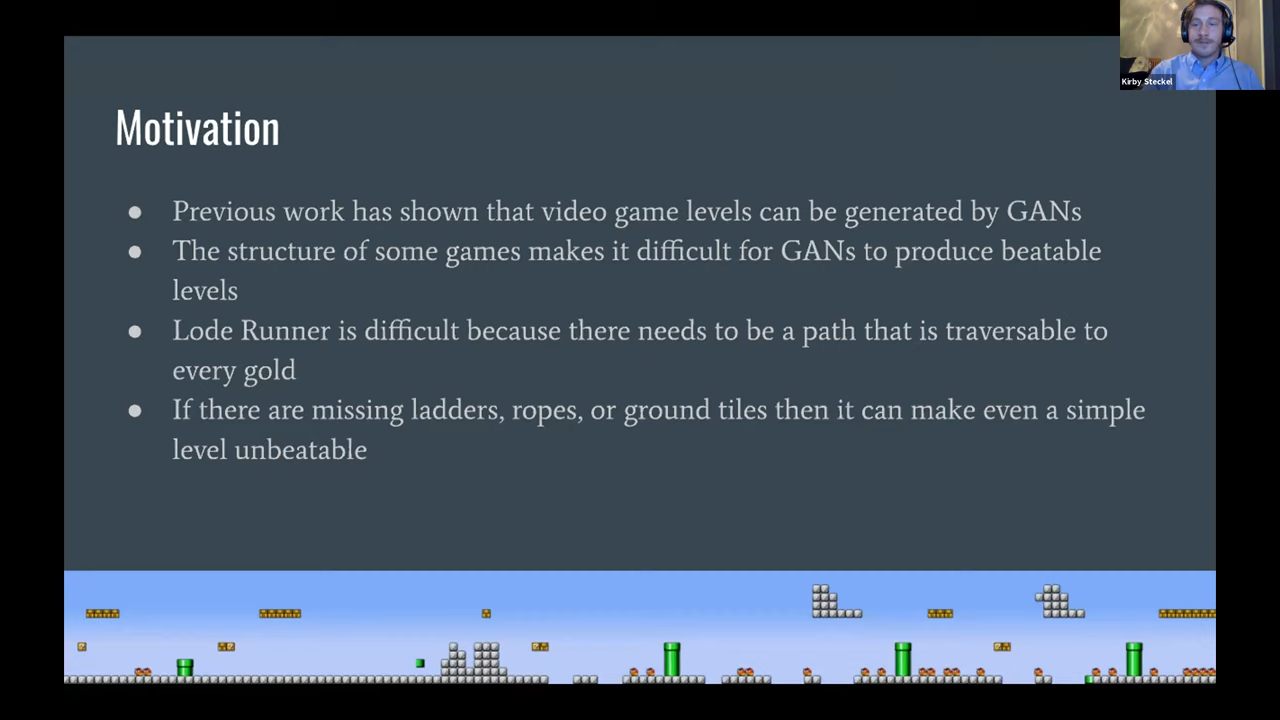 Kirby Steckel
Motivation
● Previous work has shown that video game levels can be generated by GANs
● The structure of some games makes it difficult for GANs to produce beatable
levels
● Lode Runner is difficult because there needs to be a path that is traversable to
every gold
● If there are missing ladders, ropes, or ground tiles then it can make even a simple
level unbeatable